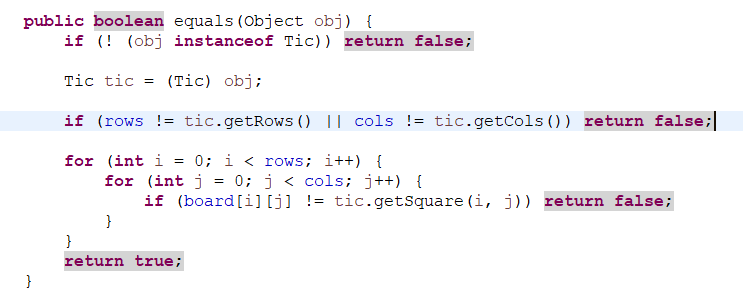 public boolean equals(Object obj) {
    if (! (obj instanceof Tic)) return false;

    Tic tic = (Tic) obj;

    if (rows != tic.getRows() || cols != tic.getCols()) return false;

    for (int i = 0; i < rows; i++) {
        for (int j = 0; j < cols; j++) {
            if (board[i][j] != tic.getSquare(i, j)) return false;
        }
    }
    return true;
}